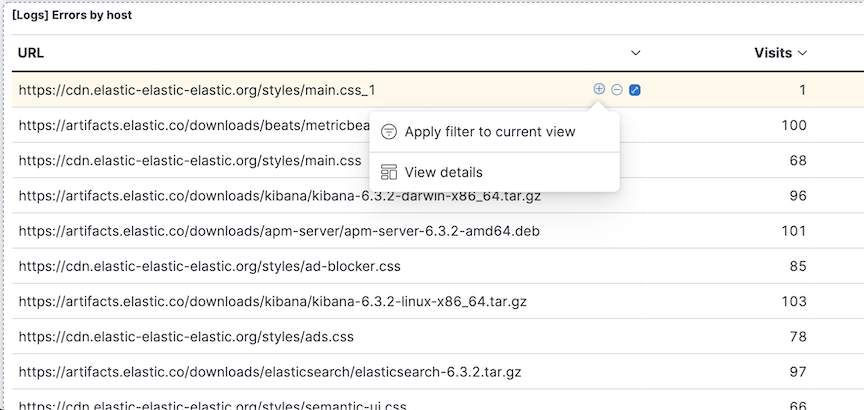 [Logs] Errors by host
URL Visits
https://cdn.elastic-elastic-elastic.org/styles/main.css_1 1
Apply filter to current view
View details
https://artifacts.elastic.co/downloads/beats/metricbea 100
https://cdn.elastic-elastic-elastic.org/styles/main.css 68
https://artifacts.elastic.co/downloads/kibana/kibana-6.3.2-darwin-x86_64.tar.gz 96
https://artifacts.elastic.co/downloads/apm-server/apm-server-6.3.2-amd64.deb 101
https://cdn.elastic-elastic-elastic.org/styles/ad-blocker.css 85
https://artifacts.elastic.co/downloads/kibana/kibana-6.3.2-linux-x86_64.tar.gz 103
https://cdn.elastic-elastic-elastic.org/styles/ads.css 78
https://artifacts.elastic.co/downloads/elasticsearch/elasticsearch-6.3.2.tar.gz 97
https://cdn.elastic-elastic-elastic.org/styles/semantic-ui.css 66